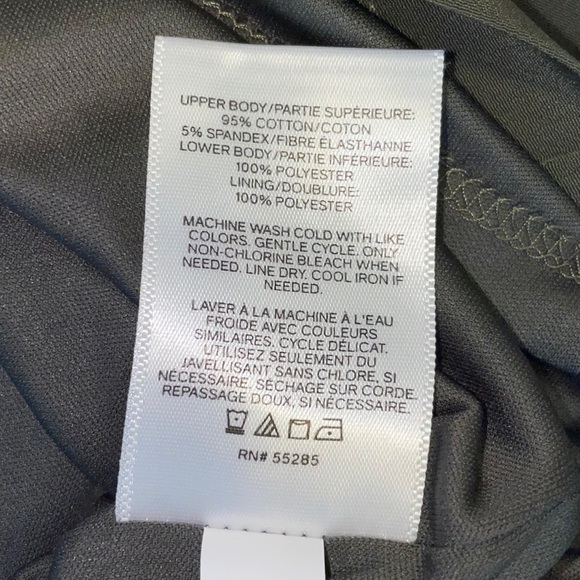 UPPER BODY/PARTIE SUPÉRIEURE:
95% COTTON/COTON
5% SPANDEX/FIBRE ÉLASTHANNE
LOWER BODY/PARTIE INFÉRIEURE:
100% POLYESTER
LINING/DOUBLURE:
100% POLYESTER
MACHINE WASH COLD WITH LIKE
COLORS. GENTLE CYCLE. ONLY
NON-CHLORINE BLEACH WHEN
NEEDED. LINE DRY. COOL IRON IF
NEEDED.
LAVER À LA MACHINE À L'EAU
FROIDE AVEC COULEURS
SIMILAIRES. CYCLE DÉLICAT.
UTILISEZ SEULEMENT DU
JAVELLISANT SANS CHLORE, SI
NÉCESSAIRE. SÉCHAGE SUR CORDE.
REPASSAGE DOUX, SI NÉCESSAIRE.
RN# 55285